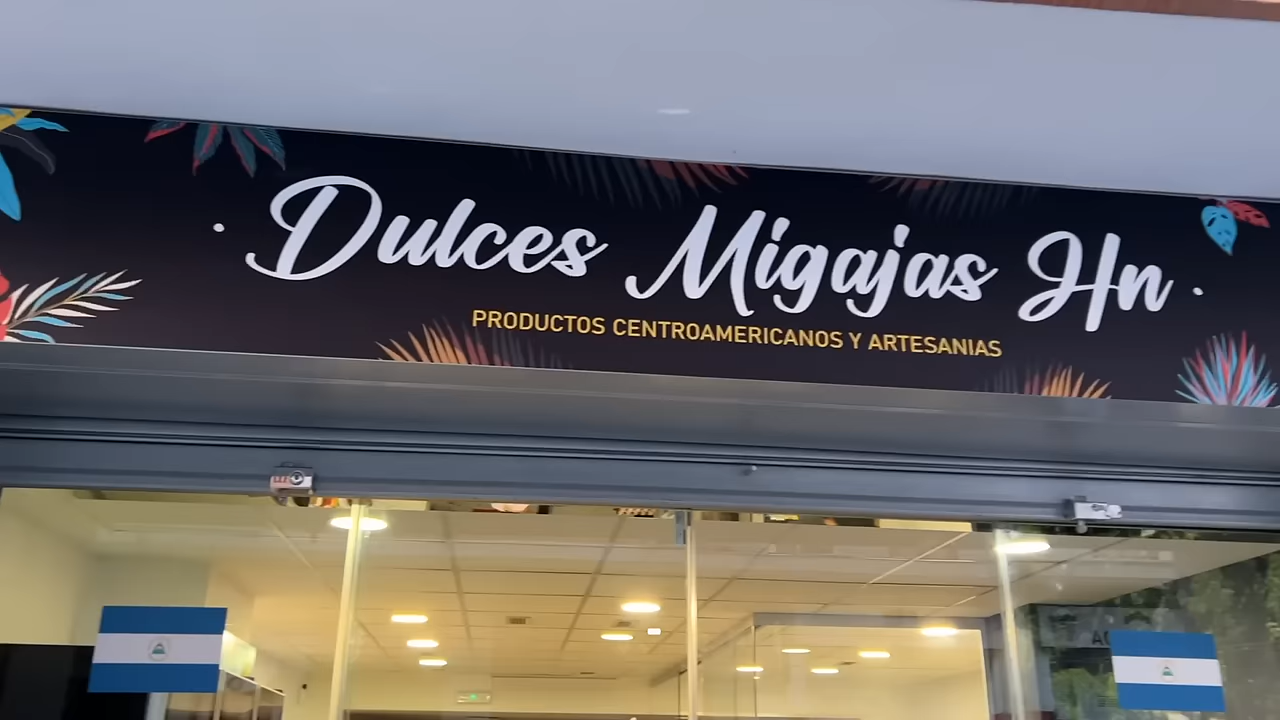 · Dulces Migajas Hn ·
PRODUCTOS CENTROAMERICANOS Y ARTESANIAS